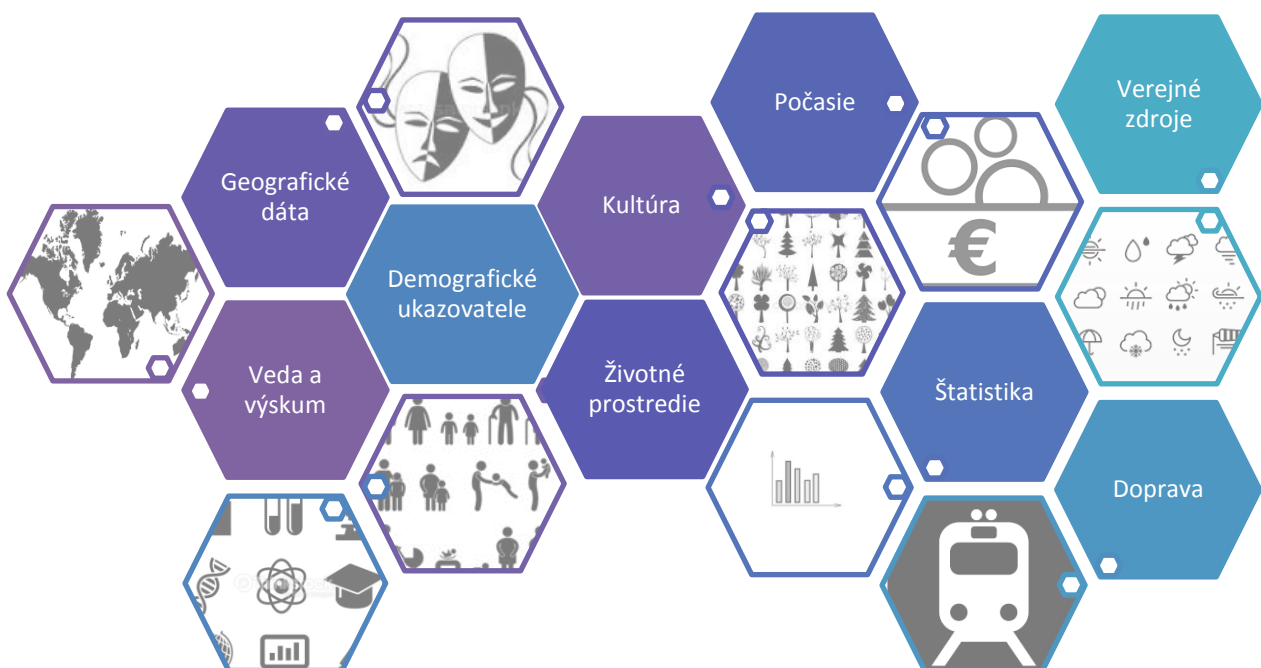 Geografické
dáta
Veda a
výskum
Demografické
ukazovatele
Kultúra
Životné
prostredie
Počasie
€
Štatistika
Verejné
zdroje
Doprava